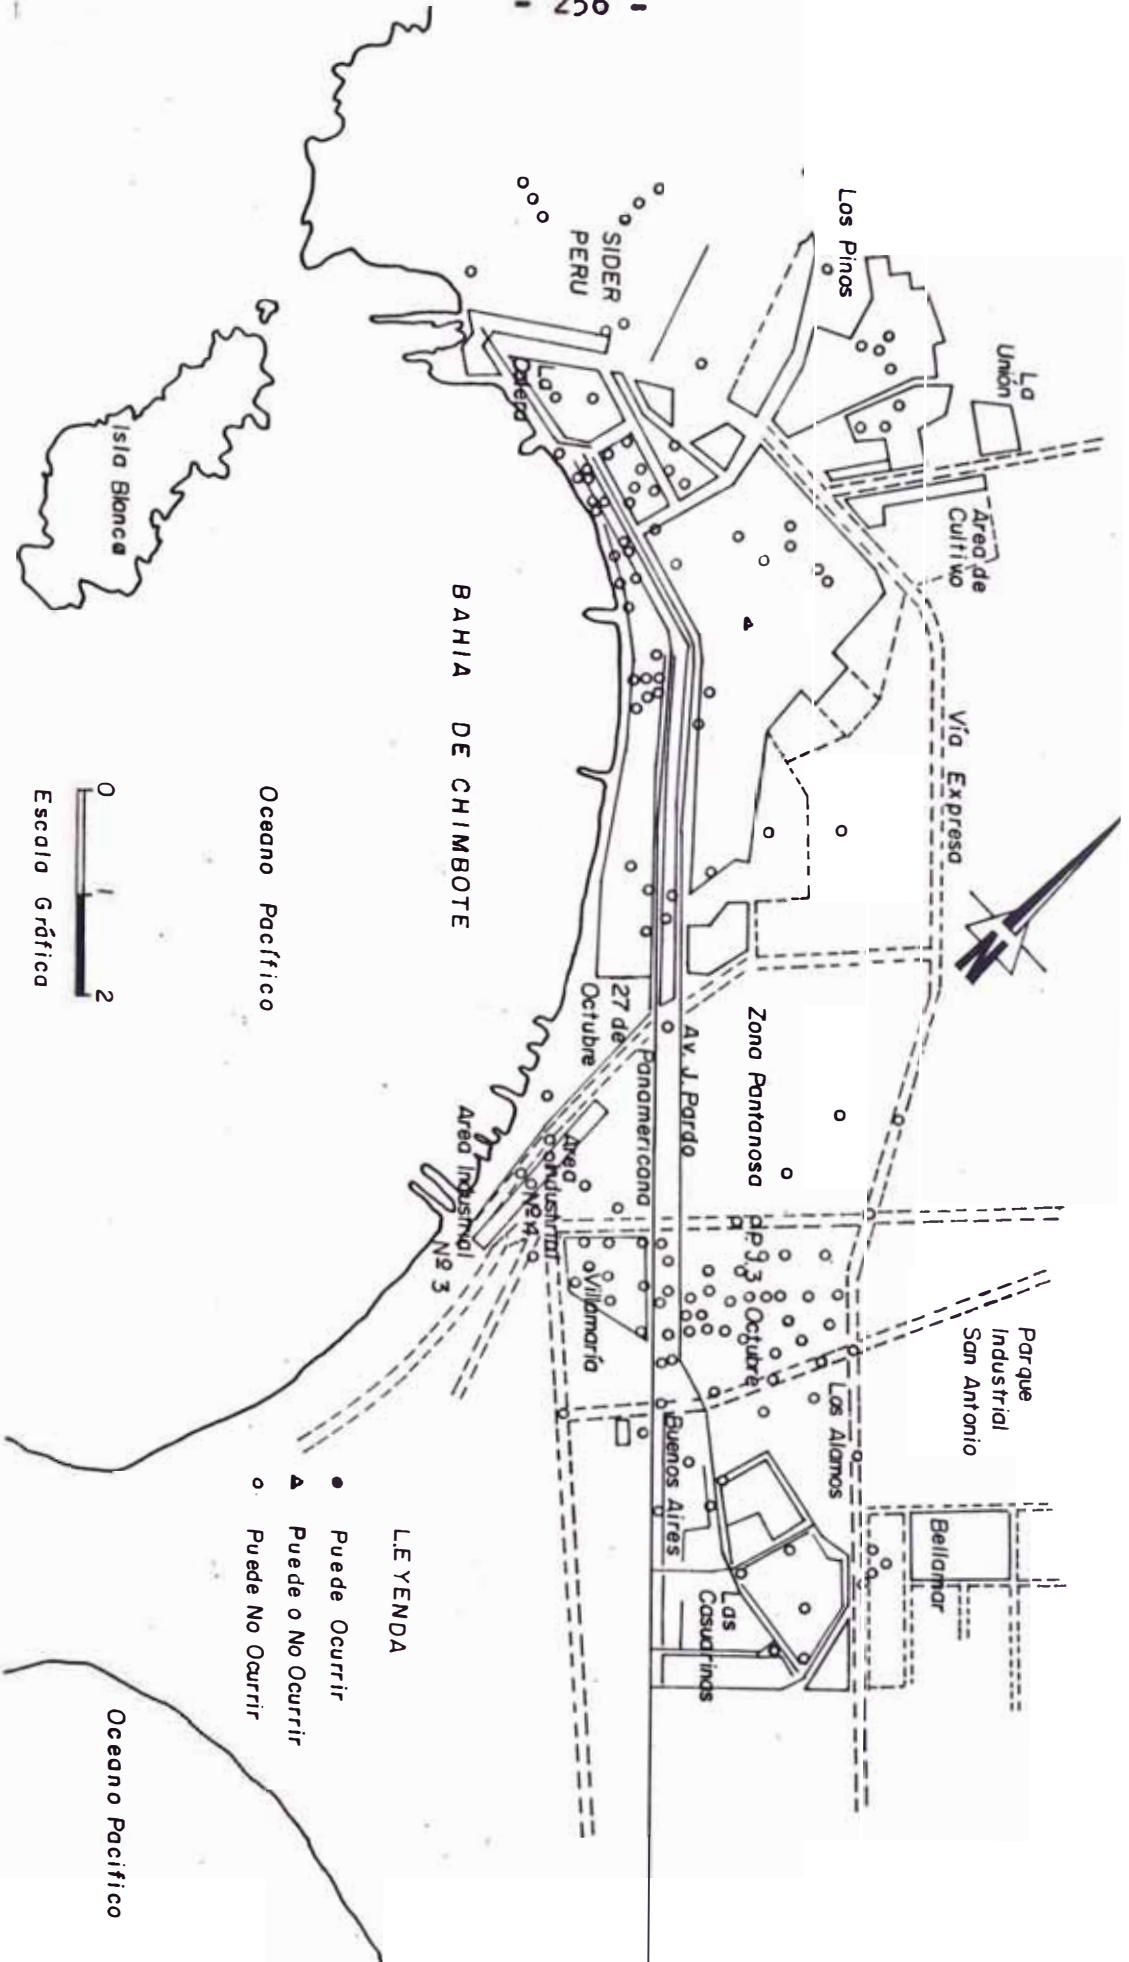 - 256 -
Los Pinos
La
Unión
SIDER
PERU
La
Caleta
Area de
Cultivo
Isla Blanca
BAHIA DE CHIMBOTE
Vía Expresa
Oceano Pacífico
0 1 2
Escala Gráfica
27 de
Octubre
Av. J. Pardo
Panamericana
Zona Pantanosa
Area
Industrial
Nº 4
Area Industrial
Nº 3
P.J. 3 Octubre
Villamaría
Parque
Industrial
San Antonio
Los Alamos
Buenos Aires
Bellamar
Las
Casuarinas
LEYENDA
Puede Ocurrir
Puede o No Ocurrir
Puede No Ocurrir
Oceano Pacifico